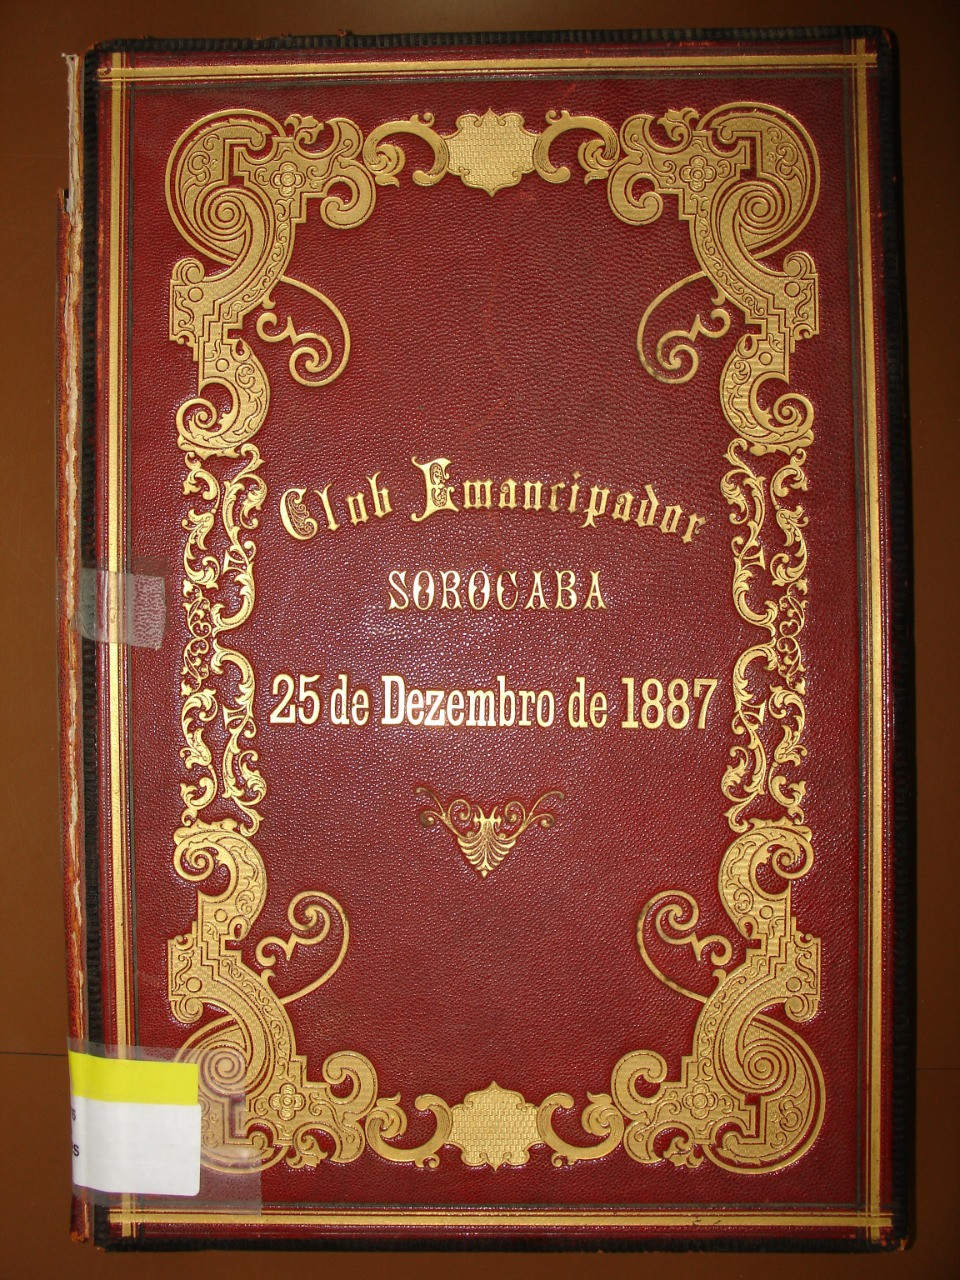 Club Emancipador
SOROCABA
25 de Dezembro de 1887